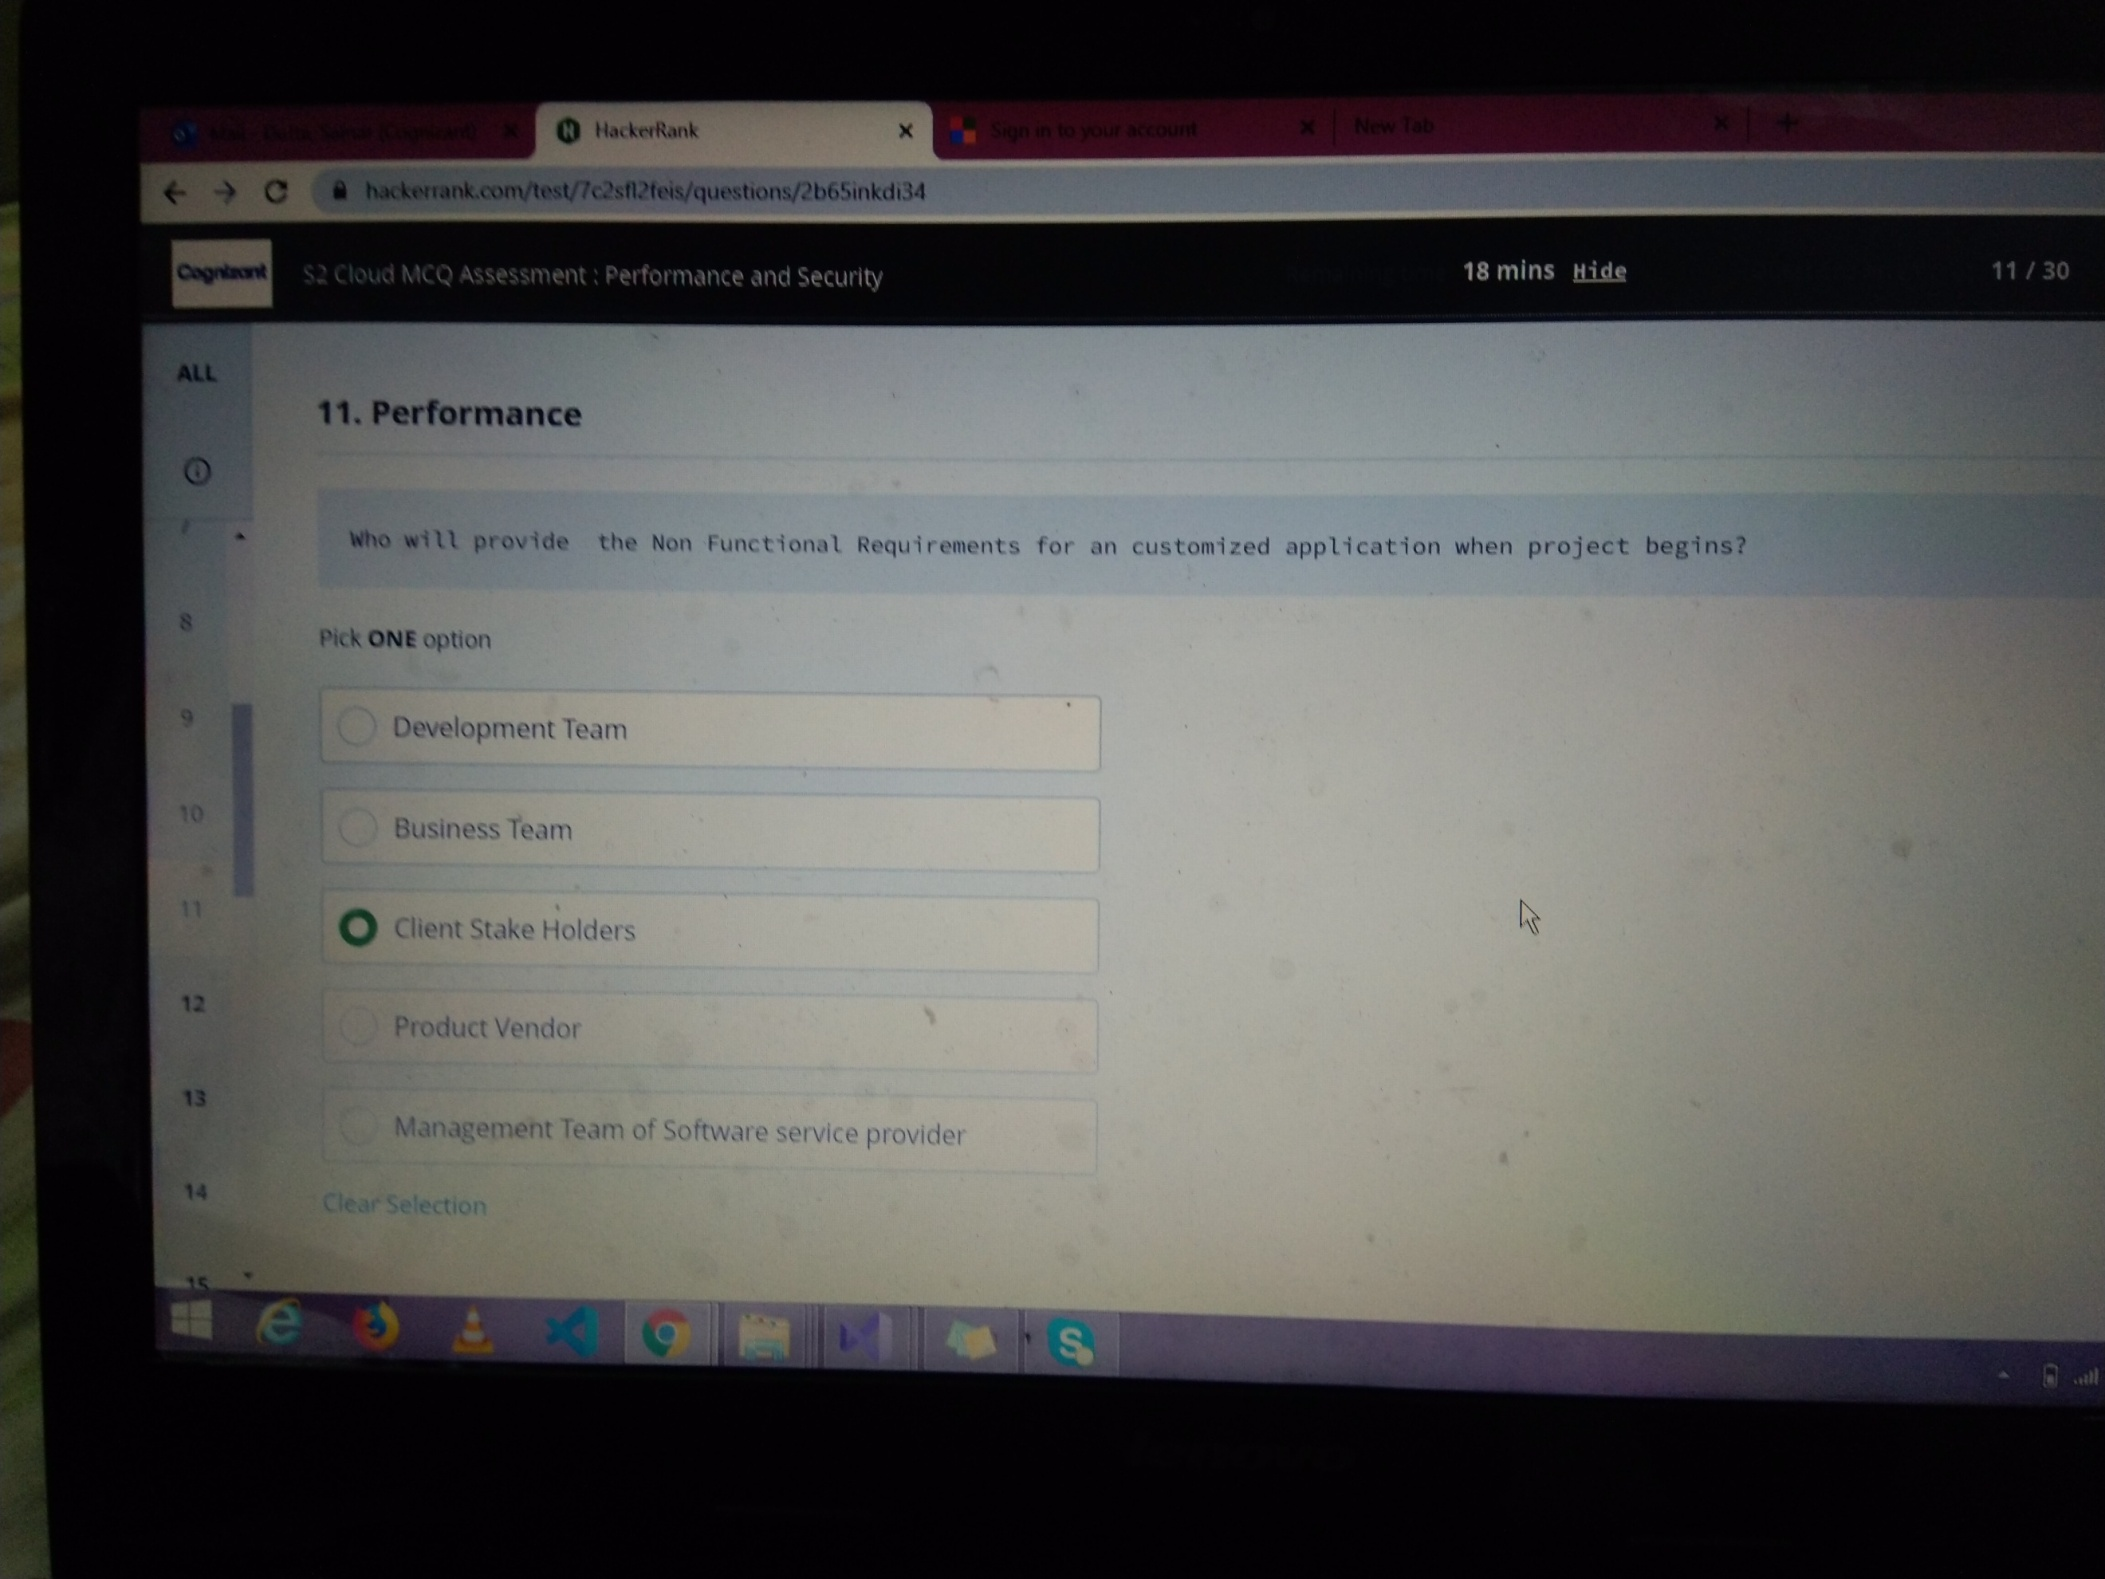 HackerRank
Sign in to your account
New Tab
hackerrank.com/test/7c2sfl2feis/questions/2b65inkdi34
Cognizant
S2 Cloud MCQ Assessment : Performance and Security
18 mins Hide
11 / 30
ALL
11. Performance
Who will provide the Non Functional Requirements for an customized application when project begins?
Pick ONE option
Development Team
Business Team
Client Stake Holders
Product Vendor
Management Team of Software service provider
Clear Selection
7
8
9
10
11
12
13
14
15